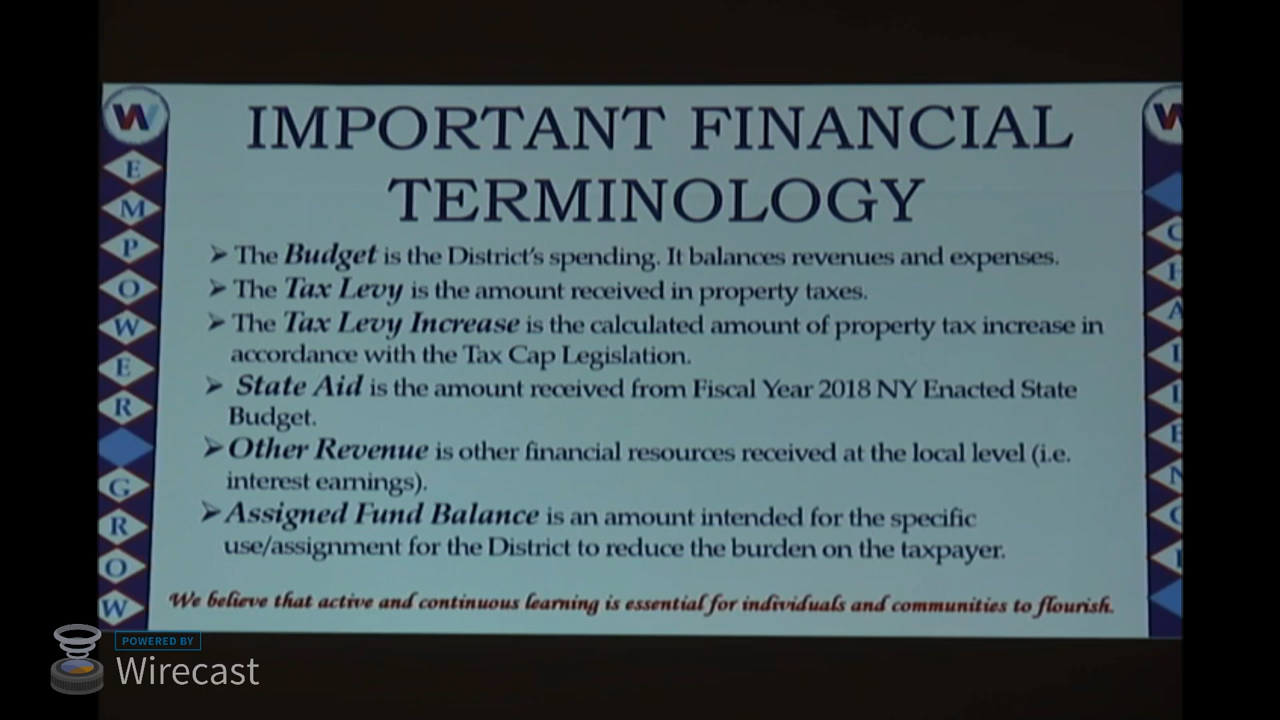 IMPORTANT FINANCIAL
TERMINOLOGY
➢ The Budget is the District's spending. It balances revenues and expenses.
➢ The Tax Levy is the amount received in property taxes.
➢ The Tax Levy Increase is the calculated amount of property tax increase in
accordance with the Tax Cap Legislation.
➢ State Aid is the amount received from Fiscal Year 2018 NY Enacted State
Budget.
➢ Other Revenue is other financial resources received at the local level (i.e.
interest earnings).
➢ Assigned Fund Balance is an amount intended for the specific
use/assignment for the District to reduce the burden on the taxpayer.
We believe that active and continuous learning is essential for individuals and communities to flourish.
W
E
M
P
O
W
E
R
G
R
O
W
W
POWERED BY
Wirecast